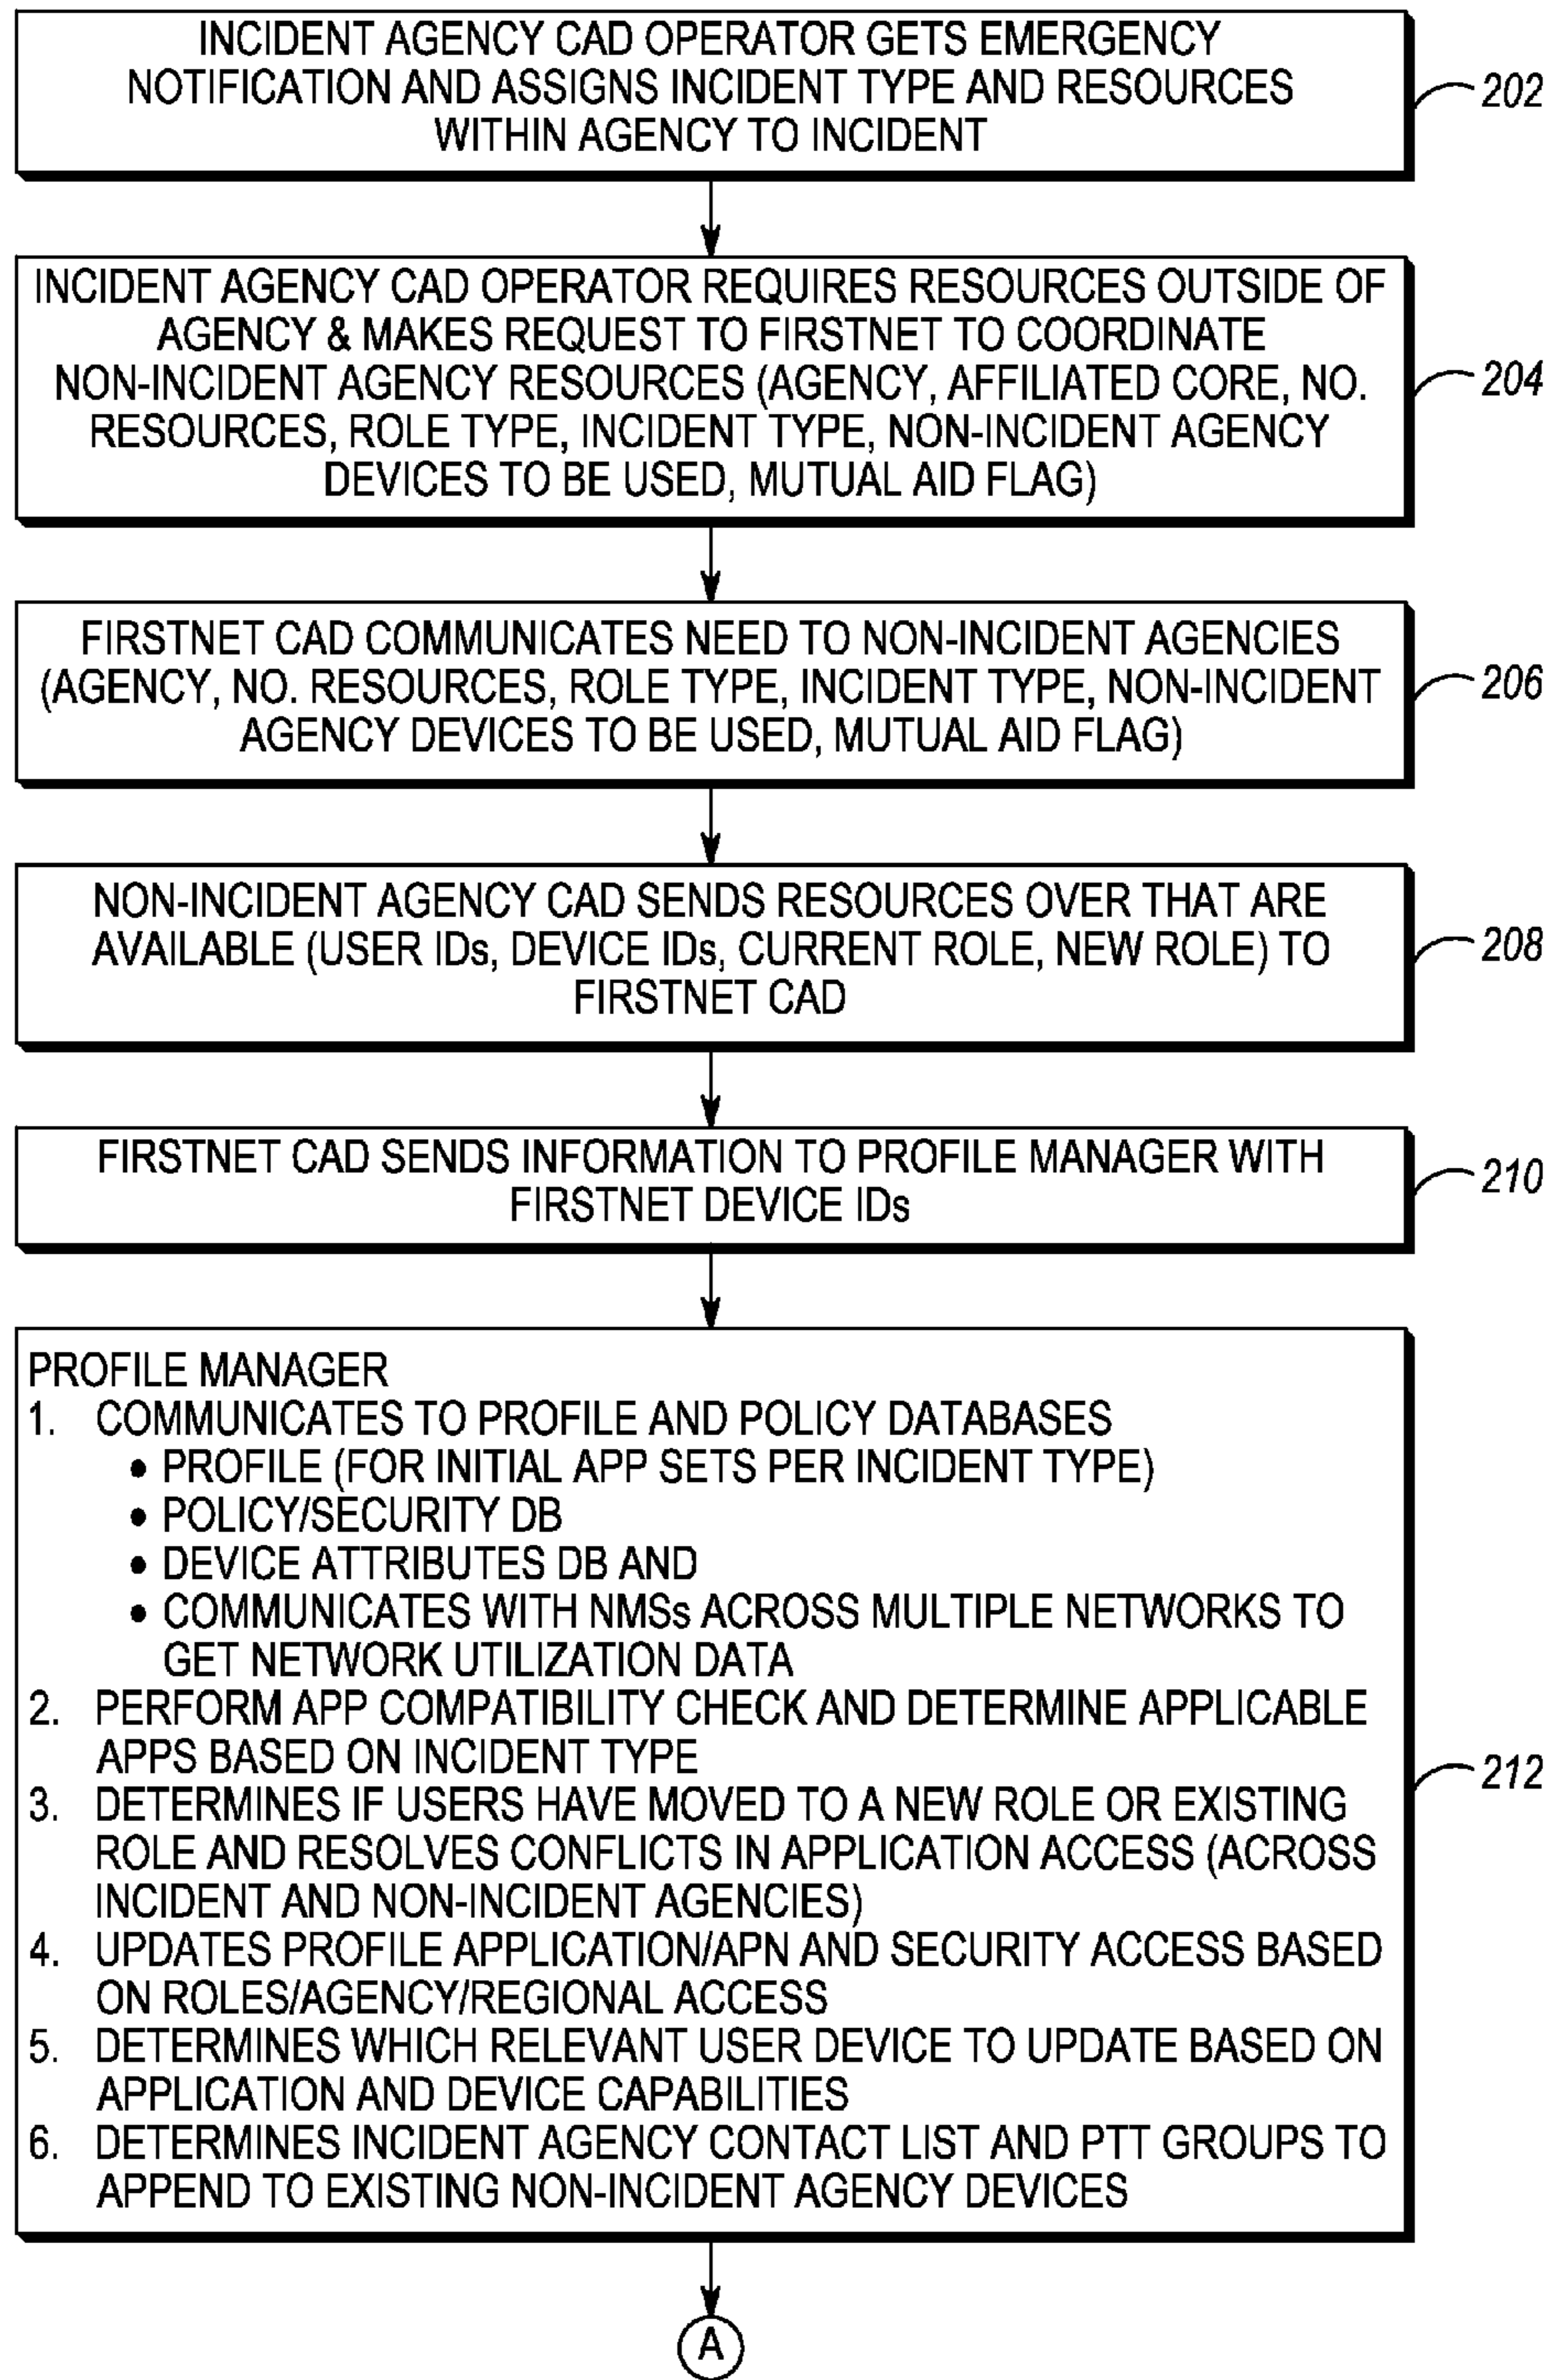 INCIDENT AGENCY CAD OPERATOR GETS EMERGENCY
NOTIFICATION AND ASSIGNS INCIDENT TYPE AND RESOURCES
WITHIN AGENCY TO INCIDENT
202
INCIDENT AGENCY CAD OPERATOR REQUIRES RESOURCES OUTSIDE OF
AGENCY & MAKES REQUEST TO FIRSTNET TO COORDINATE
NON-INCIDENT AGENCY RESOURCES (AGENCY, AFFILIATED CORE, NO.
RESOURCES, ROLE TYPE, INCIDENT TYPE, NON-INCIDENT AGENCY
DEVICES TO BE USED, MUTUAL AID FLAG)
204
FIRSTNET CAD COMMUNICATES NEED TO NON-INCIDENT AGENCIES
(AGENCY, NO. RESOURCES, ROLE TYPE, INCIDENT TYPE, NON-INCIDENT
AGENCY DEVICES TO BE USED, MUTUAL AID FLAG)
206
NON-INCIDENT AGENCY CAD SENDS RESOURCES OVER THAT ARE
AVAILABLE (USER IDs, DEVICE IDs, CURRENT ROLE, NEW ROLE) TO
FIRSTNET CAD
208
FIRSTNET CAD SENDS INFORMATION TO PROFILE MANAGER WITH
FIRSTNET DEVICE IDs
210
PROFILE MANAGER
1. COMMUNICATES TO PROFILE AND POLICY DATABASES
• PROFILE (FOR INITIAL APP SETS PER INCIDENT TYPE)
• POLICY/SECURITY DB
• DEVICE ATTRIBUTES DB AND
• COMMUNICATES WITH NMSs ACROSS MULTIPLE NETWORKS TO
GET NETWORK UTILIZATION DATA
2. PERFORM APP COMPATIBILITY CHECK AND DETERMINE APPLICABLE
APPS BASED ON INCIDENT TYPE
3. DETERMINES IF USERS HAVE MOVED TO A NEW ROLE OR EXISTING
ROLE AND RESOLVES CONFLICTS IN APPLICATION ACCESS (ACROSS
INCIDENT AND NON-INCIDENT AGENCIES)
4. UPDATES PROFILE APPLICATION/APN AND SECURITY ACCESS BASED
ON ROLES/AGENCY/REGIONAL ACCESS
5. DETERMINES WHICH RELEVANT USER DEVICE TO UPDATE BASED ON
APPLICATION AND DEVICE CAPABILITIES
6. DETERMINES INCIDENT AGENCY CONTACT LIST AND PTT GROUPS TO
APPEND TO EXISTING NON-INCIDENT AGENCY DEVICES
212
A